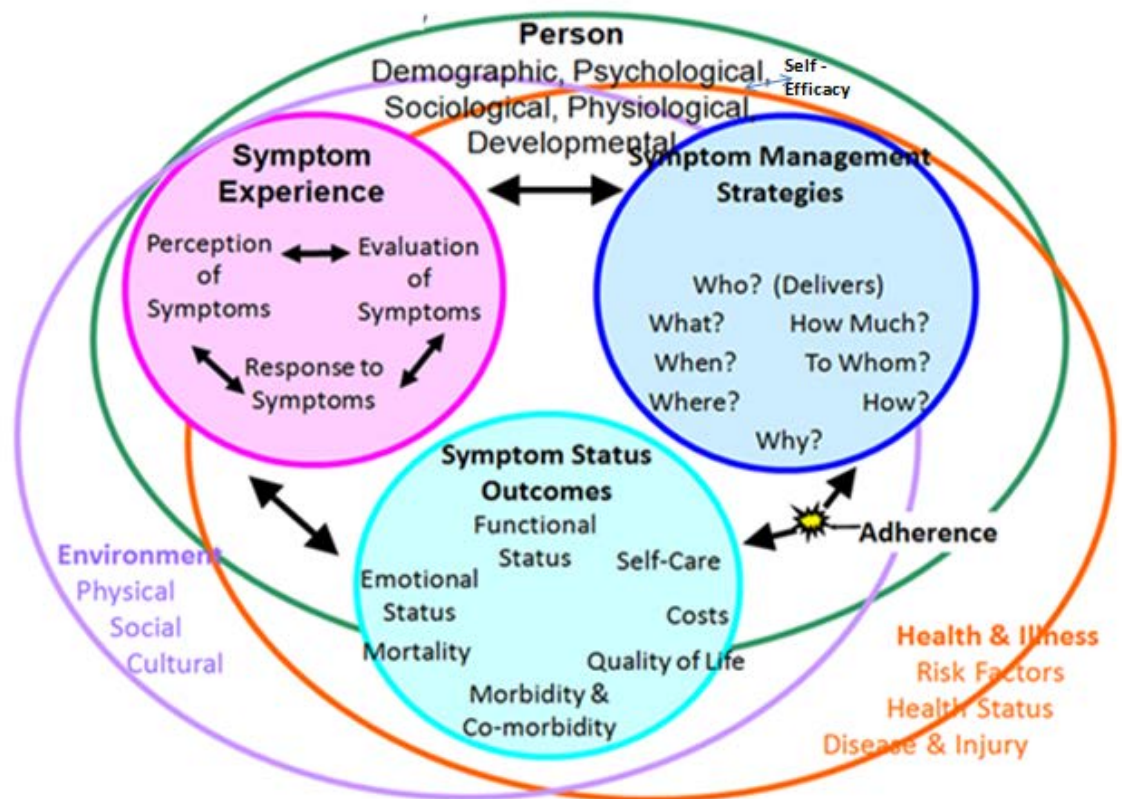 Person
Demographic, Psychological,
Sociological, Physiological,
Developmental
Self -
Efficacy
Symptom
Experience
Perception
of
Symptoms
Evaluation
of
Symptoms
Response to
Symptoms
Symptom Management
Strategies
Who? (Delivers)
What? How Much?
When? To Whom?
Where? How?
Why?
Symptom Status
Outcomes
Functional
Status
Self-Care
Emotional
Status
Costs
Mortality
Quality of Life
Morbidity &
Co-morbidity
Adherence
Environment
Physical
Social
Cultural
Health & Illness
Risk Factors
Health Status
Disease & Injury